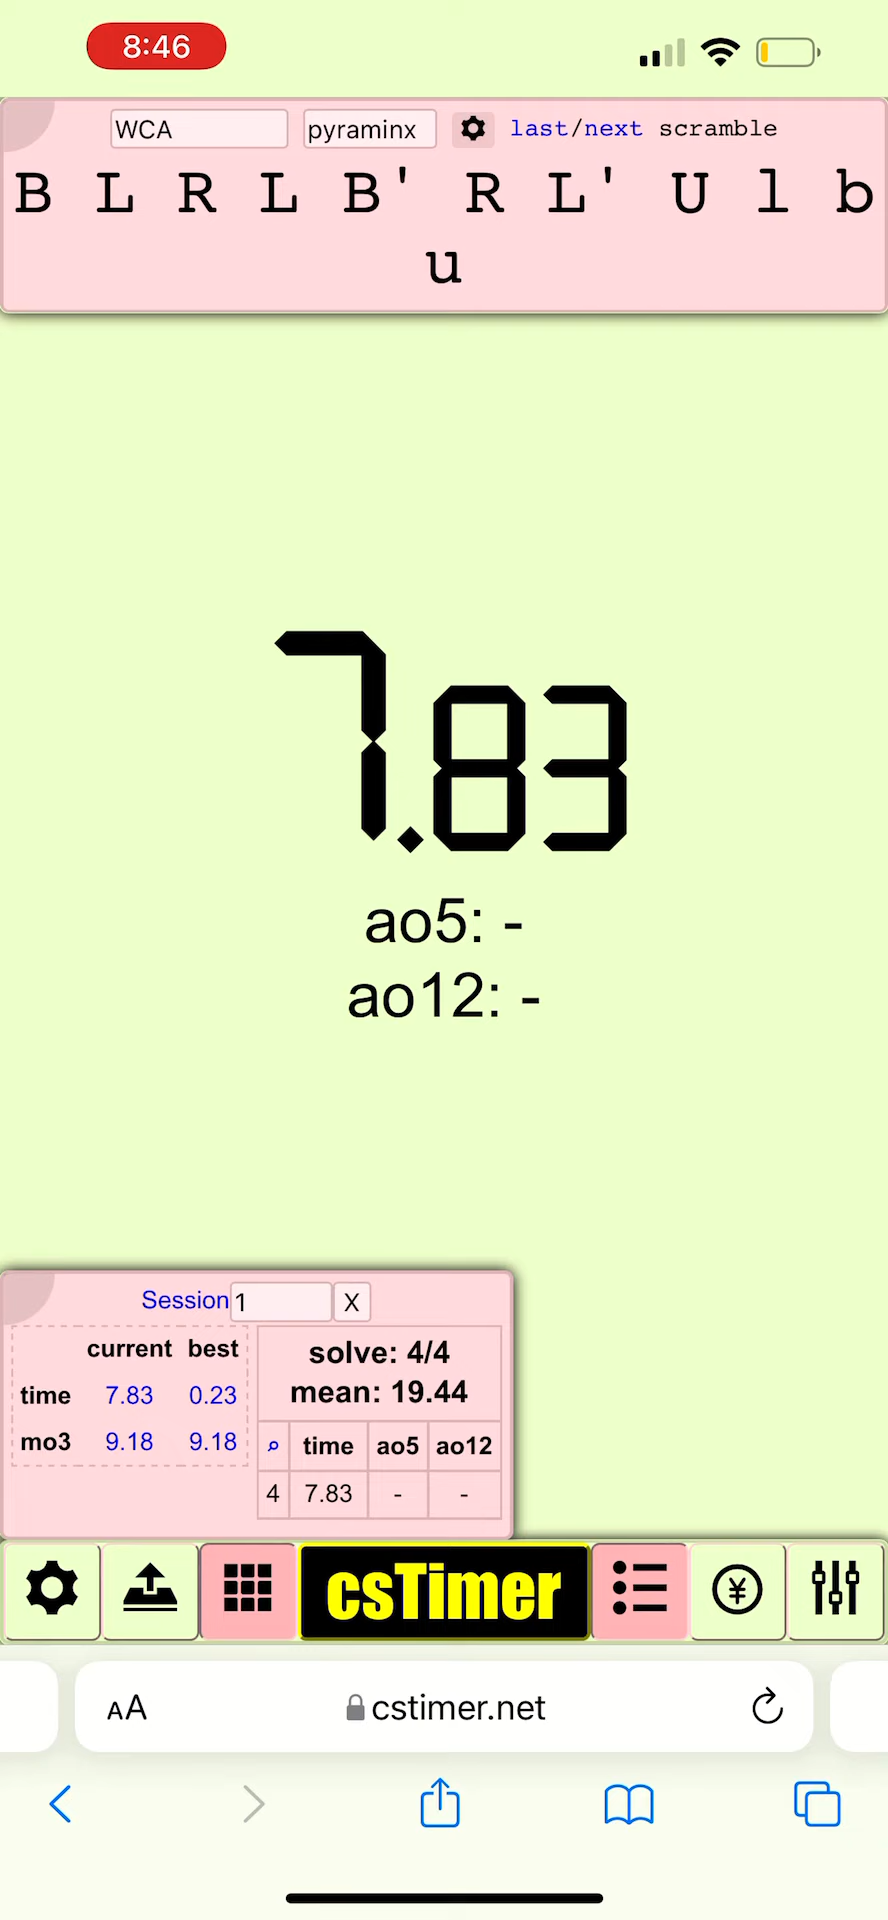 8:46
WCA pyraminx last/next scramble
B L R L B' R L' U l b
u
7.83
ao5: -
ao12: -
Session 1 X
current best
time 7.83 0.23
mo3 9.18 9.18
solve: 4/4
mean: 19.44
time ao5 ao12
4 7.83 - -
csTimer
¥
AA cstimer.net